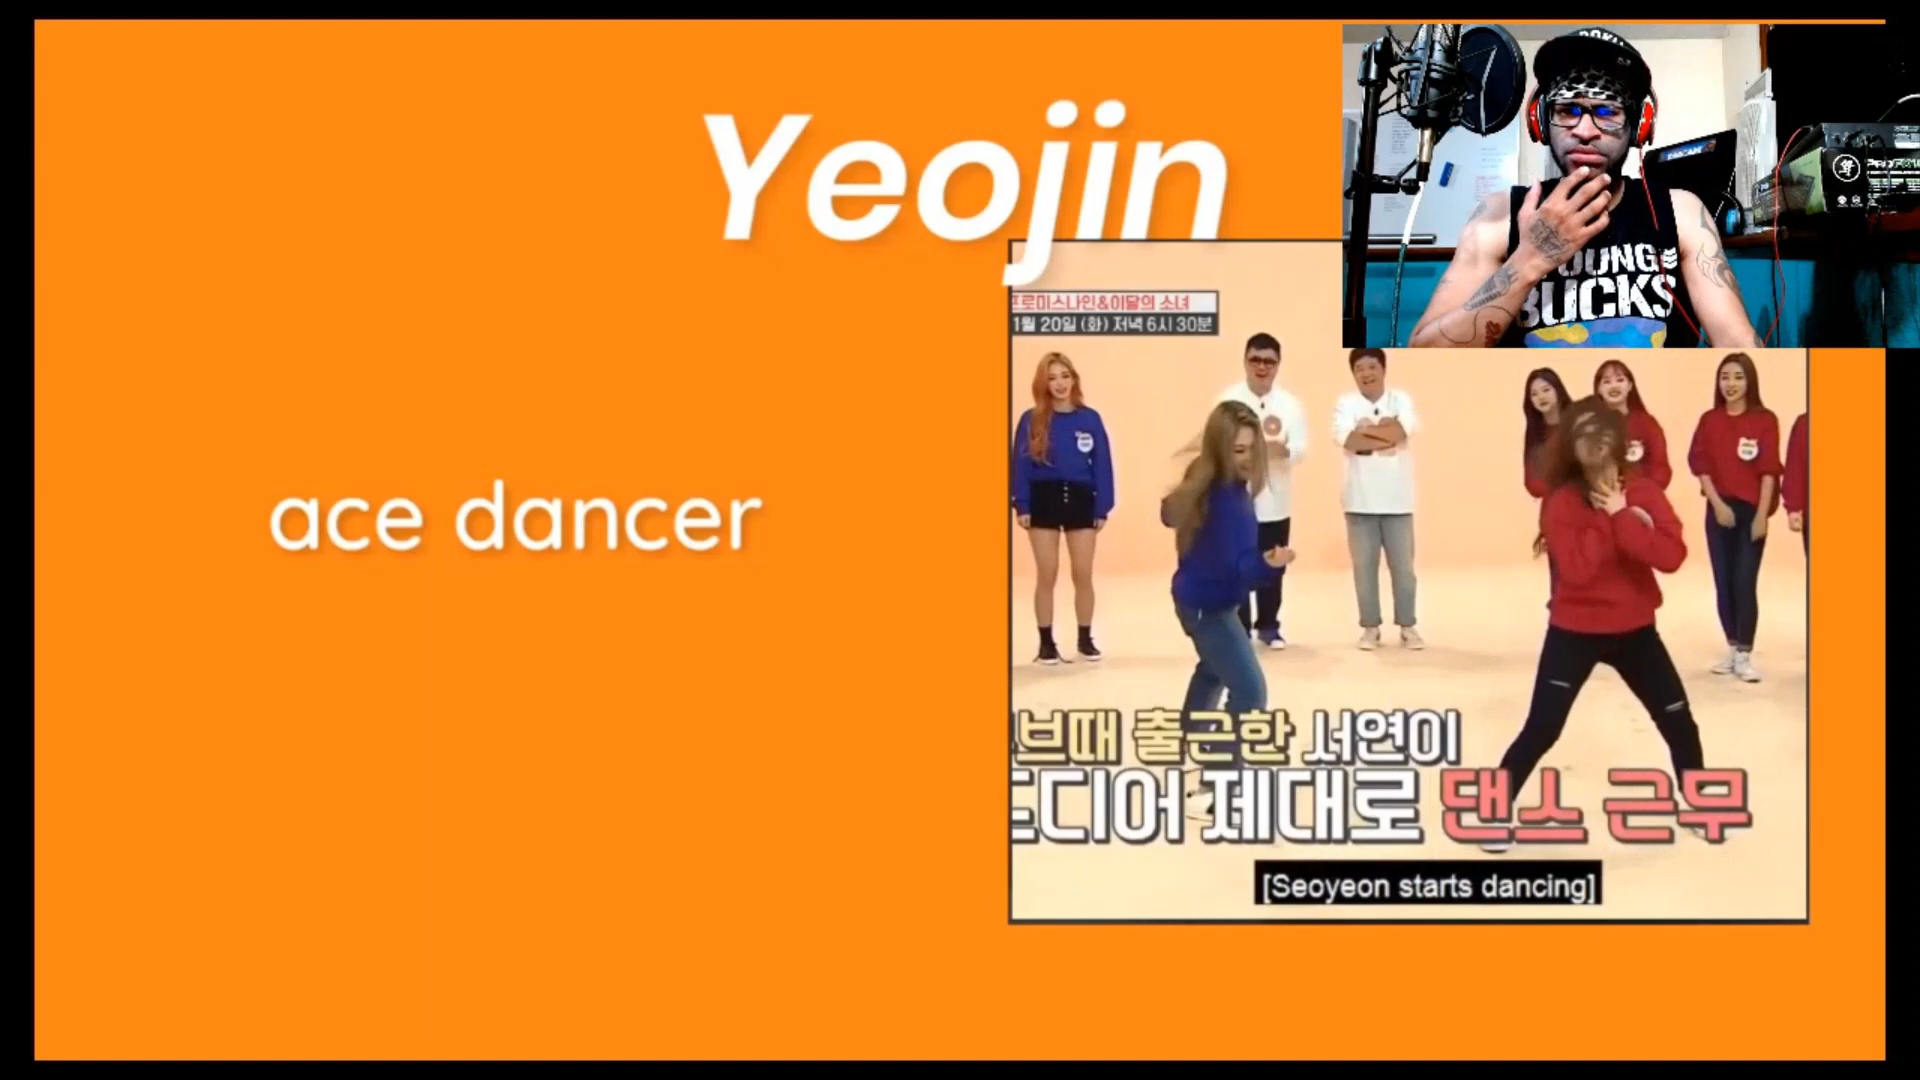 Yeojin
프로미스나인&이달의 소녀
1월 20일 (화) 저녁 6시 30분
YOUNG
BUCKS
ace dancer
브때 출근한 서연이
드디어 제대로 댄스 근무
[Seoyeon starts dancing]